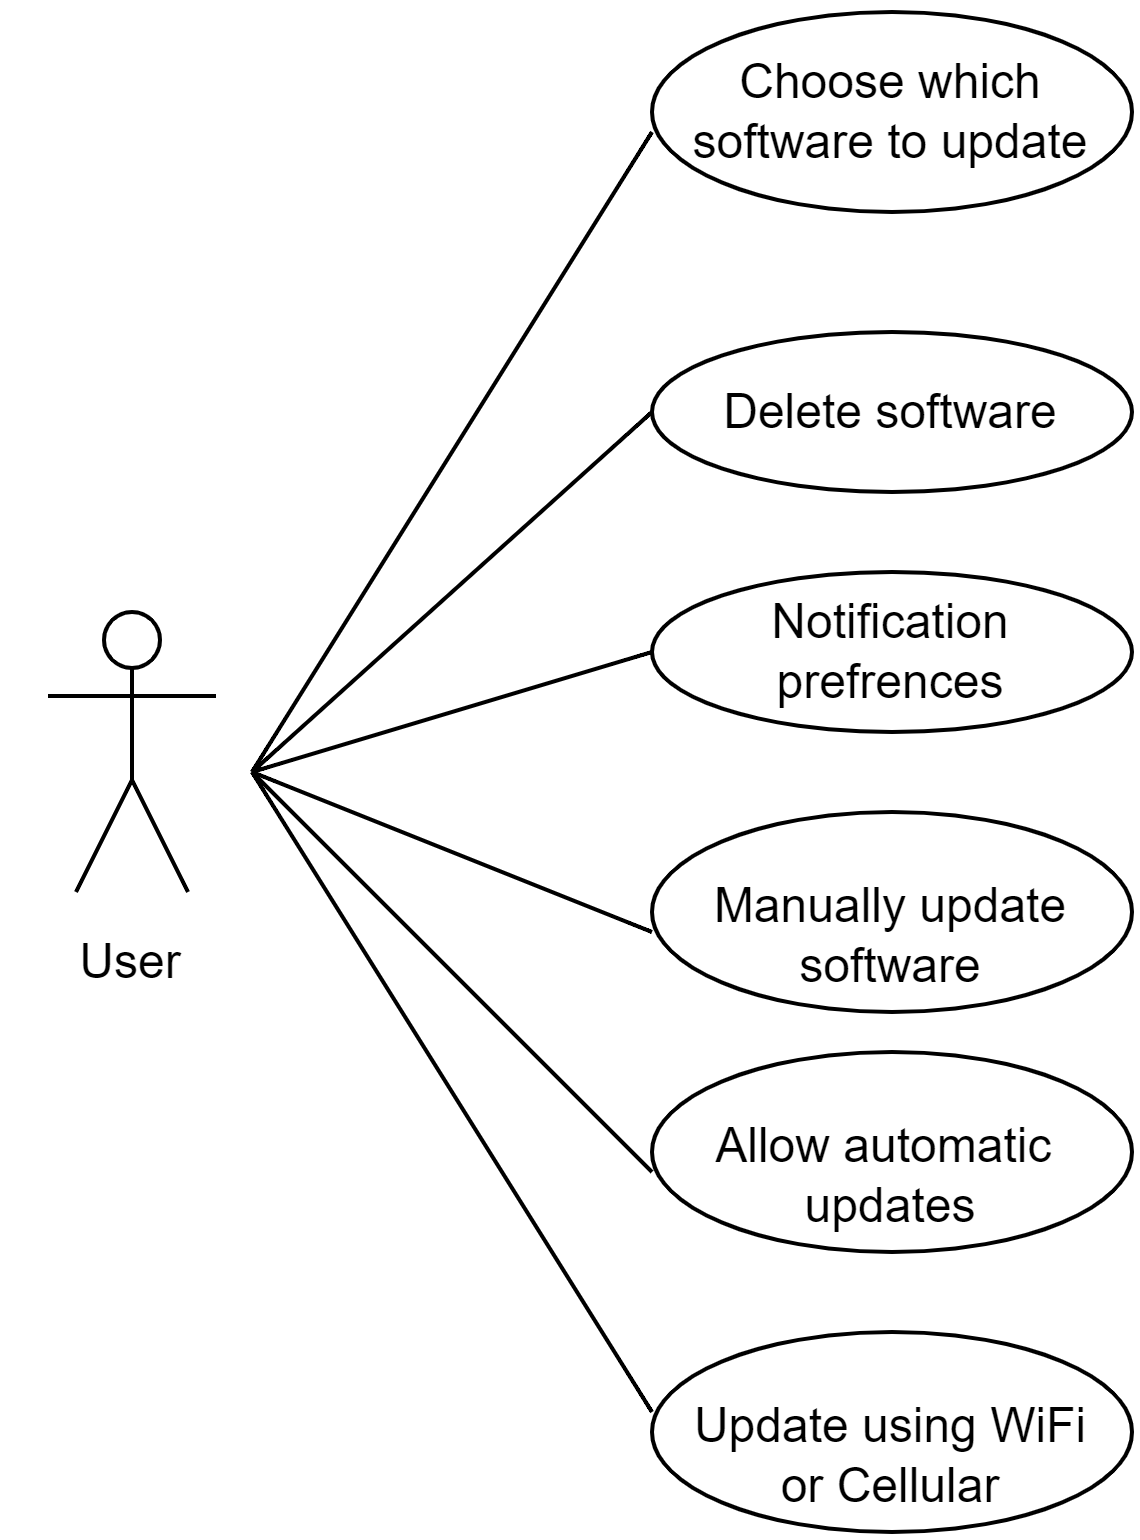 Choose which
software to update
Delete software
Notification
prefrences
User
Manually update
software
Allow automatic
updates
Update using WiFi
or Cellular